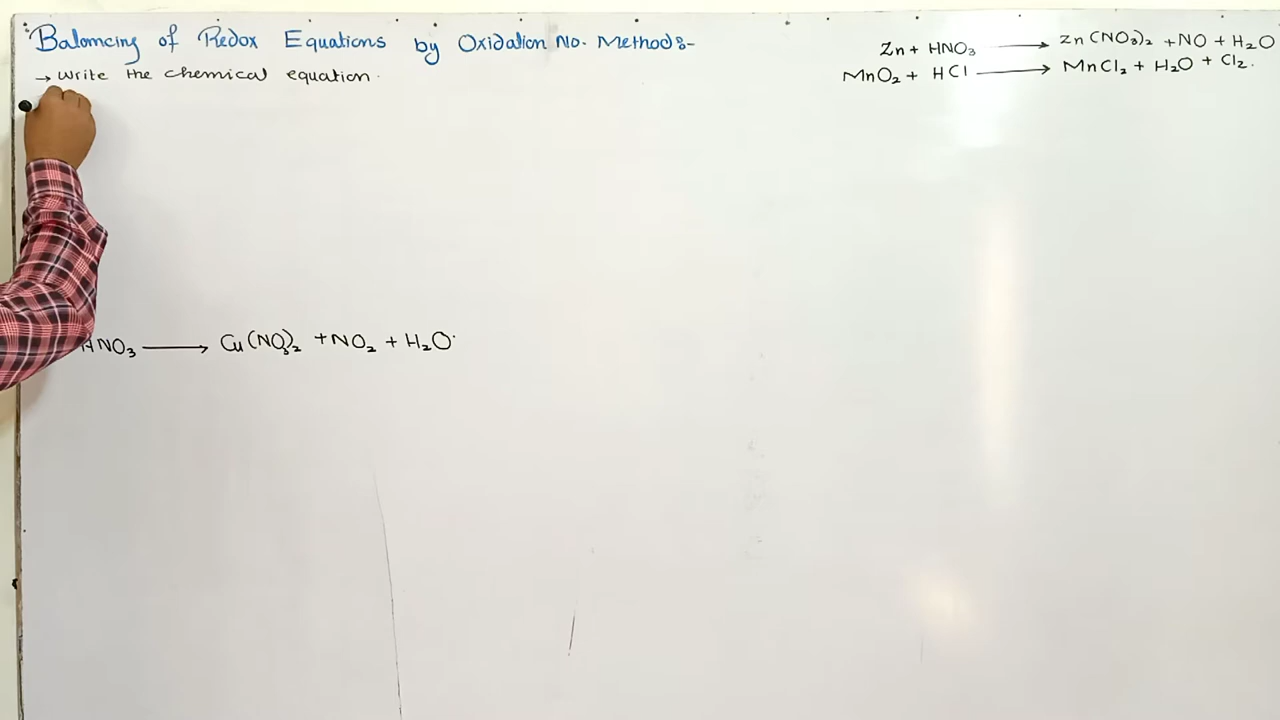 Balancing of Redox Equations by Oxidation No. Method:-
→ Write the chemical equation.
Zn + HNO₃ ⟶ Zn(NO₃)₂ + NO + H₂O
MnO₂ + HCl ⟶ MnCl₂ + H₂O + Cl₂.
HNO₃ ⟶ Cu(NO₃)₂ + NO₂ + H₂O.